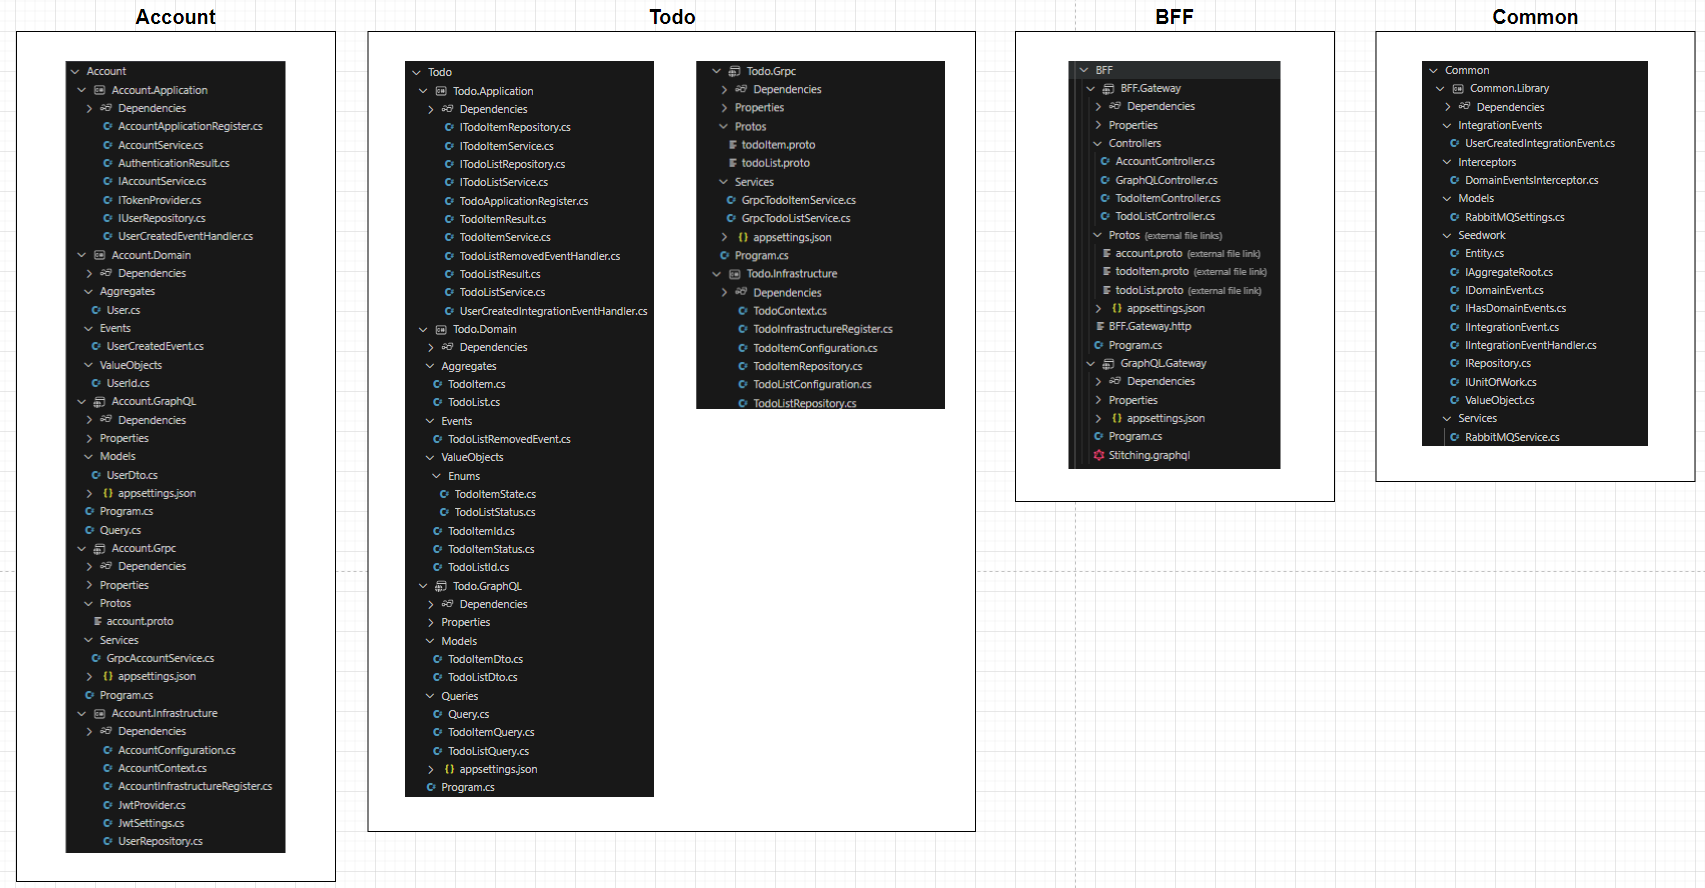 Account
Account
Account.Application
Dependencies
AccountApplicationRegister.cs
AccountService.cs
AuthenticationResult.cs
IAccountService.cs
ITokenProvider.cs
IUserRepository.cs
UserCreatedEventHandler.cs
Account.Domain
Dependencies
Aggregates
User.cs
Events
UserCreatedEvent.cs
ValueObjects
UserId.cs
Account.GraphQL
Dependencies
Properties
Models
UserDto.cs
appsettings.json
Program.cs
Query.cs
Account.Grpc
Dependencies
Properties
Protos
account.proto
Services
GrpcAccountService.cs
appsettings.json
Program.cs
Account.Infrastructure
Dependencies
AccountConfiguration.cs
AccountContext.cs
AccountInfrastructureRegister.cs
JwtProvider.cs
JwtSettings.cs
UserRepository.cs
Todo
Todo
Todo.Application
Dependencies
ITodoItemRepository.cs
ITodoItemService.cs
ITodoListRepository.cs
ITodoListService.cs
TodoApplicationRegister.cs
TodoItemResult.cs
TodoItemService.cs
TodoListRemovedEventHandler.cs
TodoListResult.cs
TodoListService.cs
UserCreatedIntegrationEventHandler.cs
Todo.Domain
Dependencies
Aggregates
TodoItem.cs
TodoList.cs
Events
TodoListRemovedEvent.cs
ValueObjects
Enums
TodoItemState.cs
TodoListStatus.cs
TodoItemId.cs
TodoItemStatus.cs
TodoListId.cs
Todo.GraphQL
Dependencies
Properties
Models
TodoItemDto.cs
TodoListDto.cs
Queries
Query.cs
TodoItemQuery.cs
TodoListQuery.cs
appsettings.json
Program.cs
Todo.Grpc
Dependencies
Properties
Protos
todoItem.proto
todoList.proto
Services
GrpcTodoItemService.cs
GrpcTodoListService.cs
appsettings.json
Program.cs
Todo.Infrastructure
Dependencies
TodoContext.cs
TodoInfrastructureRegister.cs
TodoItemConfiguration.cs
TodoItemRepository.cs
TodoListConfiguration.cs
TodoListRepository.cs
BFF
BFF
BFF.Gateway
Dependencies
Properties
Controllers
AccountController.cs
GraphQLController.cs
TodoItemController.cs
TodoListController.cs
Protos (external file links)
account.proto (external file link)
todoItem.proto (external file link)
todoList.proto (external file link)
appsettings.json
BFF.Gateway.http
Program.cs
GraphQL.Gateway
Dependencies
Properties
appsettings.json
Program.cs
Stitching.graphql
Common
Common
Common.Library
Dependencies
IntegrationEvents
UserCreatedIntegrationEvent.cs
Interceptors
DomainEventsInterceptor.cs
Models
RabbitMQSettings.cs
Seedwork
Entity.cs
IAggregateRoot.cs
IDomainEvent.cs
IHasDomainEvents.cs
IIntegrationEvent.cs
IIntegrationEventHandler.cs
IRepository.cs
IUnitOfWork.cs
ValueObject.cs
Services
RabbitMQService.cs